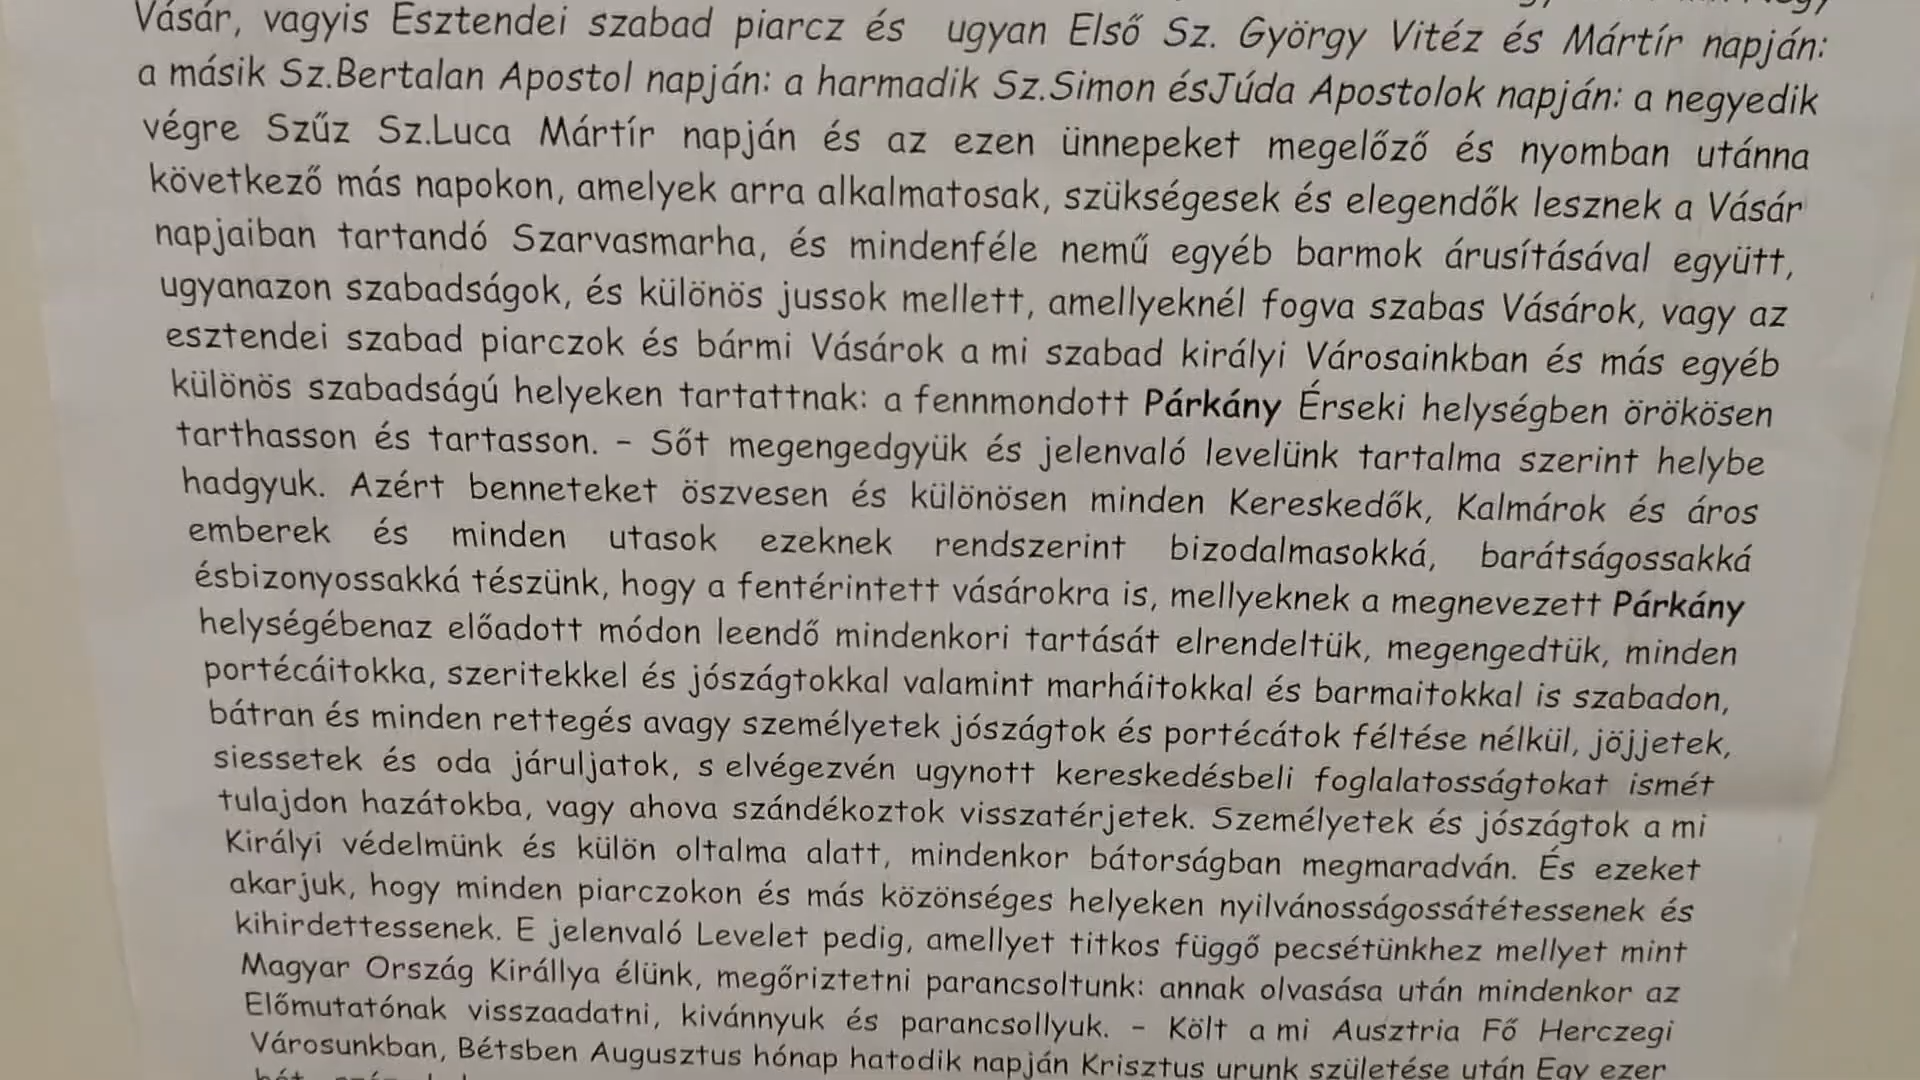 Vásár, vagyis Esztendei szabad piarcz és ugyan Első Sz. György Vitéz és Mártír napján:
a másik Sz.Bertalan Apostol napján: a harmadik Sz.Simon ésJúda Apostolok napján: a negyedik
végre Szűz Sz.Luca Mártír napján és az ezen ünnepeket megelőző és nyomban utánna
következő más napokon, amelyek arra alkalmatosak, szükségesek és elegendők lesznek a Vásár
napjaiban tartandó Szarvasmarha, és mindenféle nemű egyéb barmok árusításával együtt,
ugyanazon szabadságok, és különös jussok mellett, amellyeknél fogva szabas Vásárok, vagy az
esztendei szabad piarczok és bármi Vásárok a mi szabad királyi Városainkban és más egyéb
különös szabadságú helyeken tartattnak: a fennmondott Párkány Érseki helységben örökösen
tarthasson és tartasson. - Sőt megengedgyük és jelenvaló levelünk tartalma szerint helybe
hadgyuk. Azért benneteket öszvesen és különösen minden Kereskedők, Kalmárok és áros
emberek és minden utasok ezeknek rendszerint bizodalmasokká, barátságossakká
ésbizonyossakká tészünk, hogy a fentérintett vásárokra is, mellyeknek a megnevezett Párkány
helységébenaz előadott módon leendő mindenkori tartását elrendeltük, megengedtük, minden
portécáitokka, szeritekkel és jószágtokkal valamint marháitokkal és barmaitokkal is szabadon,
bátran és minden rettegés avagy személyetek jószágtok és portécátok féltése nélkül, jöjjetek,
siessetek és oda járuljatok, s elvégezvén ugynott kereskedésbeli foglalatosságtokat ismét
tulajdon hazátokba, vagy ahova szándékoztok visszatérjetek. Személyetek és jószágtok a mi
Királyi védelmünk és külön oltalma alatt, mindenkor bátorságban megmaradván. És ezeket
akarjuk, hogy minden piarczokon és más közönséges helyeken nyilvánosságossátétessenek és
kihirdettessenek. E jelenvaló Levelet pedig, amellyet titkos függő pecsétünkhez mellyet mint
Magyar Ország Királlya élünk, megőriztetni parancsoltunk: annak olvasása után mindenkor az
Előmutatónak visszaadatni, kivánnyuk és parancsollyuk. - Költ a mi Ausztria Fő Herczegi
Városunkban, Bétsben Augusztus hónap hatodik napján Krisztus urunk születése után Egy ezer